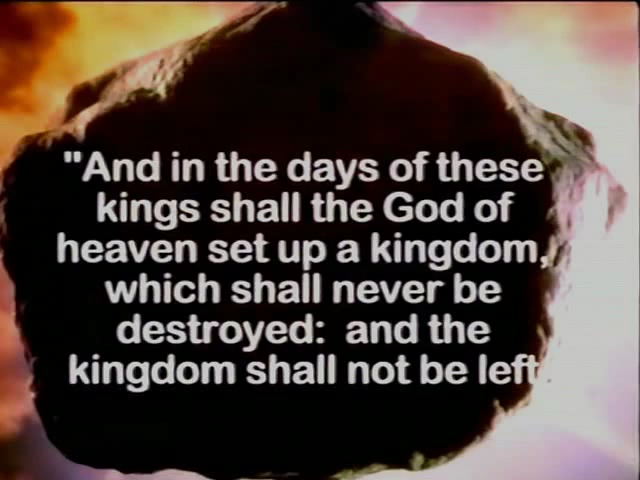 "And in the days of these
kings shall the God of
heaven set up a kingdom,
which shall never be
destroyed: and the
kingdom shall not be left